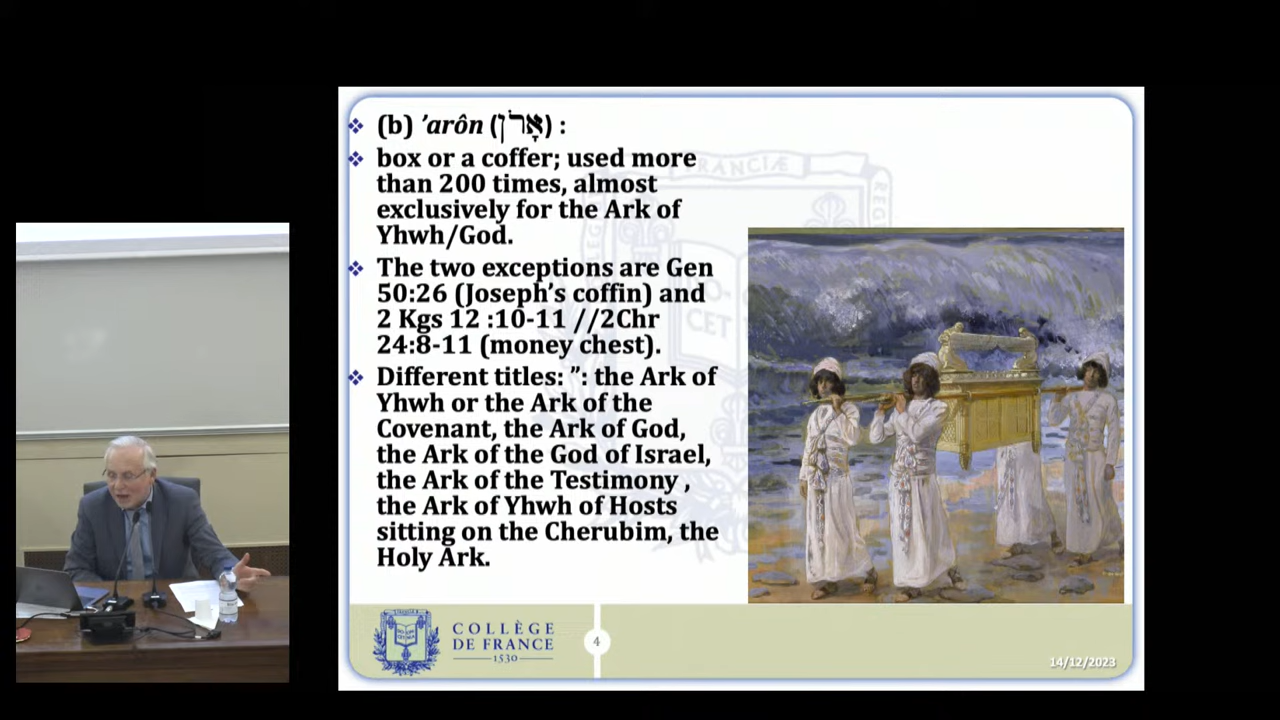 (b) ’arôn (אָרֹן) :
box or a coffer; used more
than 200 times, almost
exclusively for the Ark of
Yhwh/God.
The two exceptions are Gen
50:26 (Joseph’s coffin) and
2 Kgs 12 :10-11 //2Chr
24:8-11 (money chest).
Different titles: ”: the Ark of
Yhwh or the Ark of the
Covenant, the Ark of God,
the Ark of the God of Israel,
the Ark of the Testimony ,
the Ark of Yhwh of Hosts
sitting on the Cherubim, the
Holy Ark.
COLLÈGE
DE FRANCE
1530
4
14/12/2023